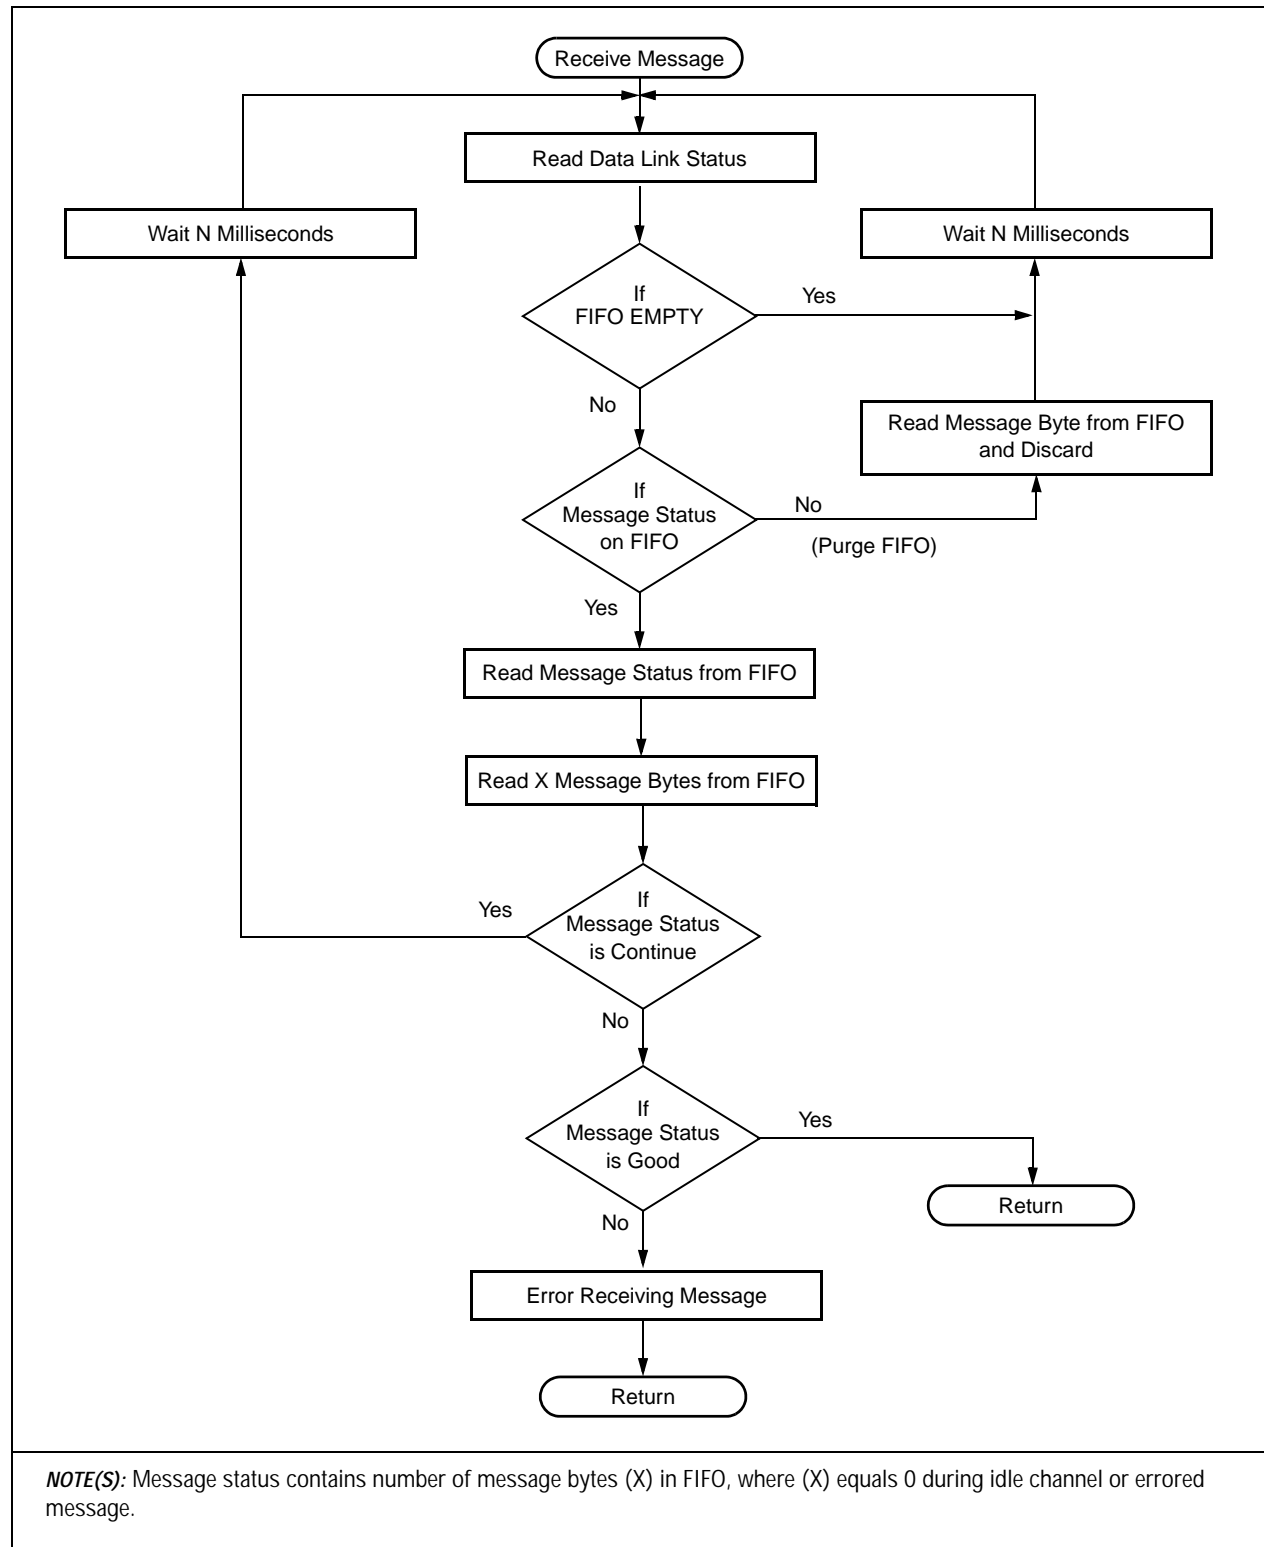 Receive Message
Read Data Link Status
Wait N Milliseconds
Wait N Milliseconds
If
FIFO EMPTY
Yes
No
Read Message Byte from FIFO
and Discard
If
Message Status
on FIFO
No
(Purge FIFO)
Yes
Read Message Status from FIFO
Read X Message Bytes from FIFO
If
Message Status
is Continue
Yes
No
If
Message Status
is Good
Yes
Return
No
Error Receiving Message
Return
NOTE(S): Message status contains number of message bytes (X) in FIFO, where (X) equals 0 during idle channel or errored
message.